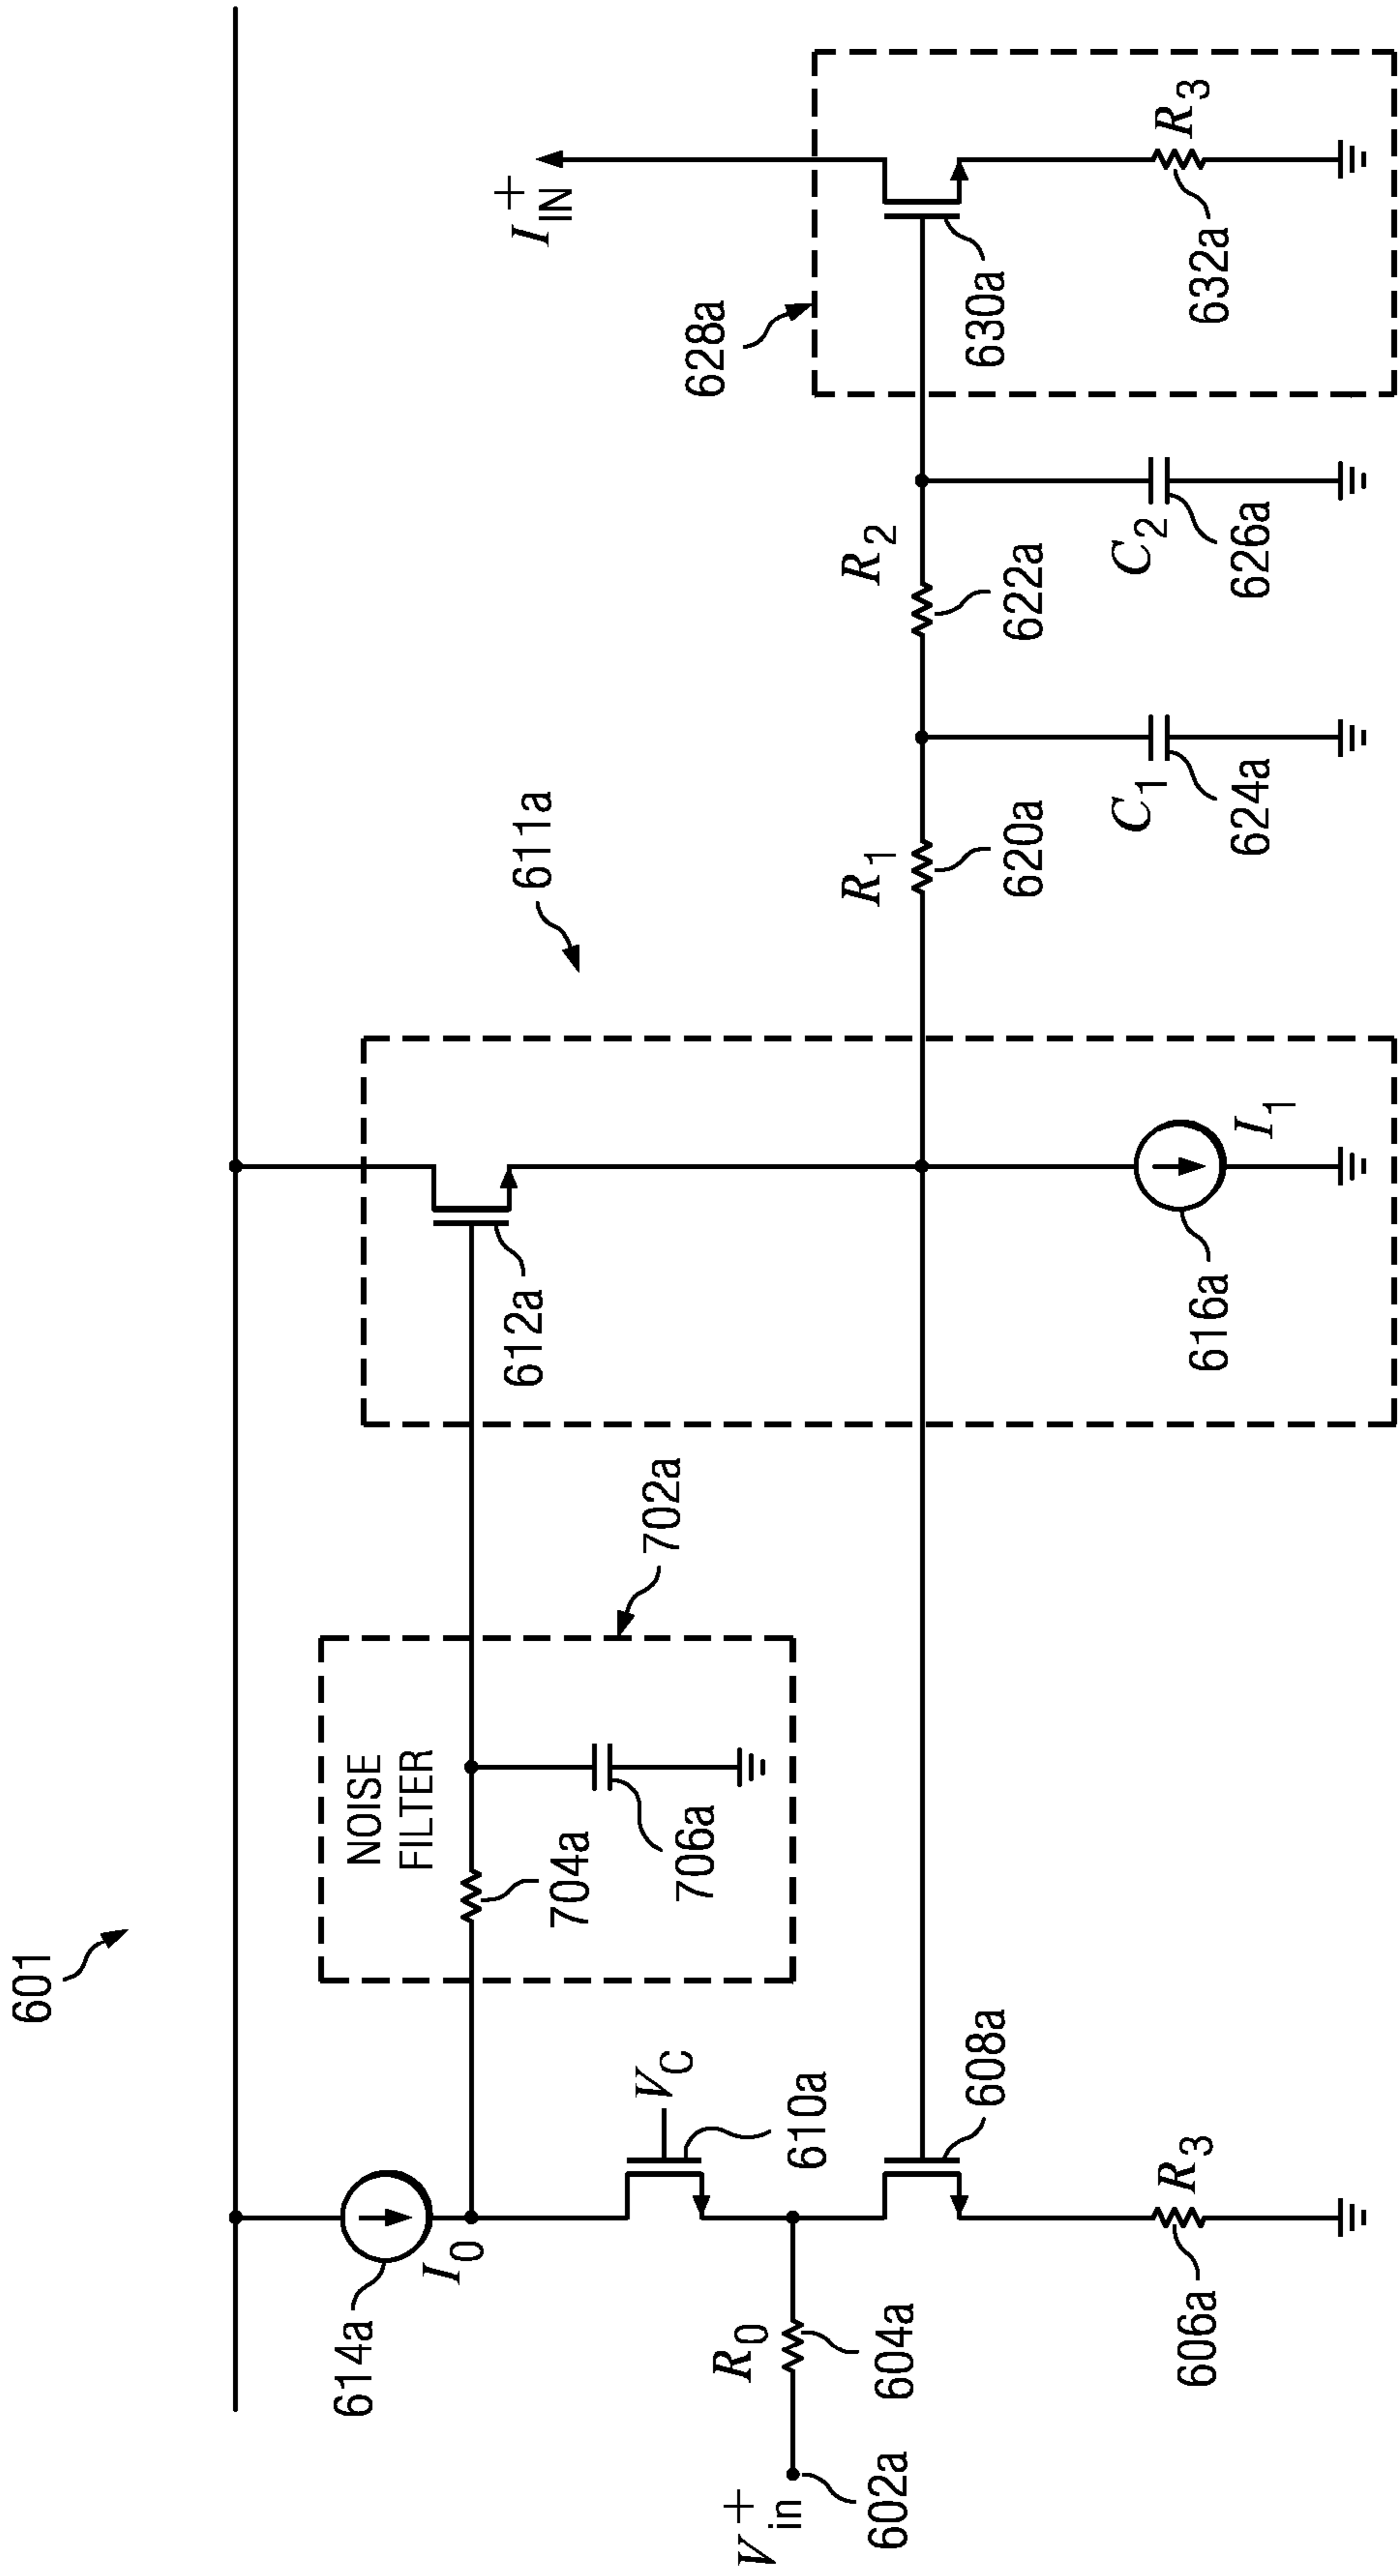 601
614a
I0
NOISE
FILTER
704a
706a
702a
VC
610a
V+in
602a
R0
604a
608a
R3
606a
612a
611a
I1
616a
R1
620a
C1
624a
R2
622a
C2
626a
I+IN
628a
630a
R3
632a